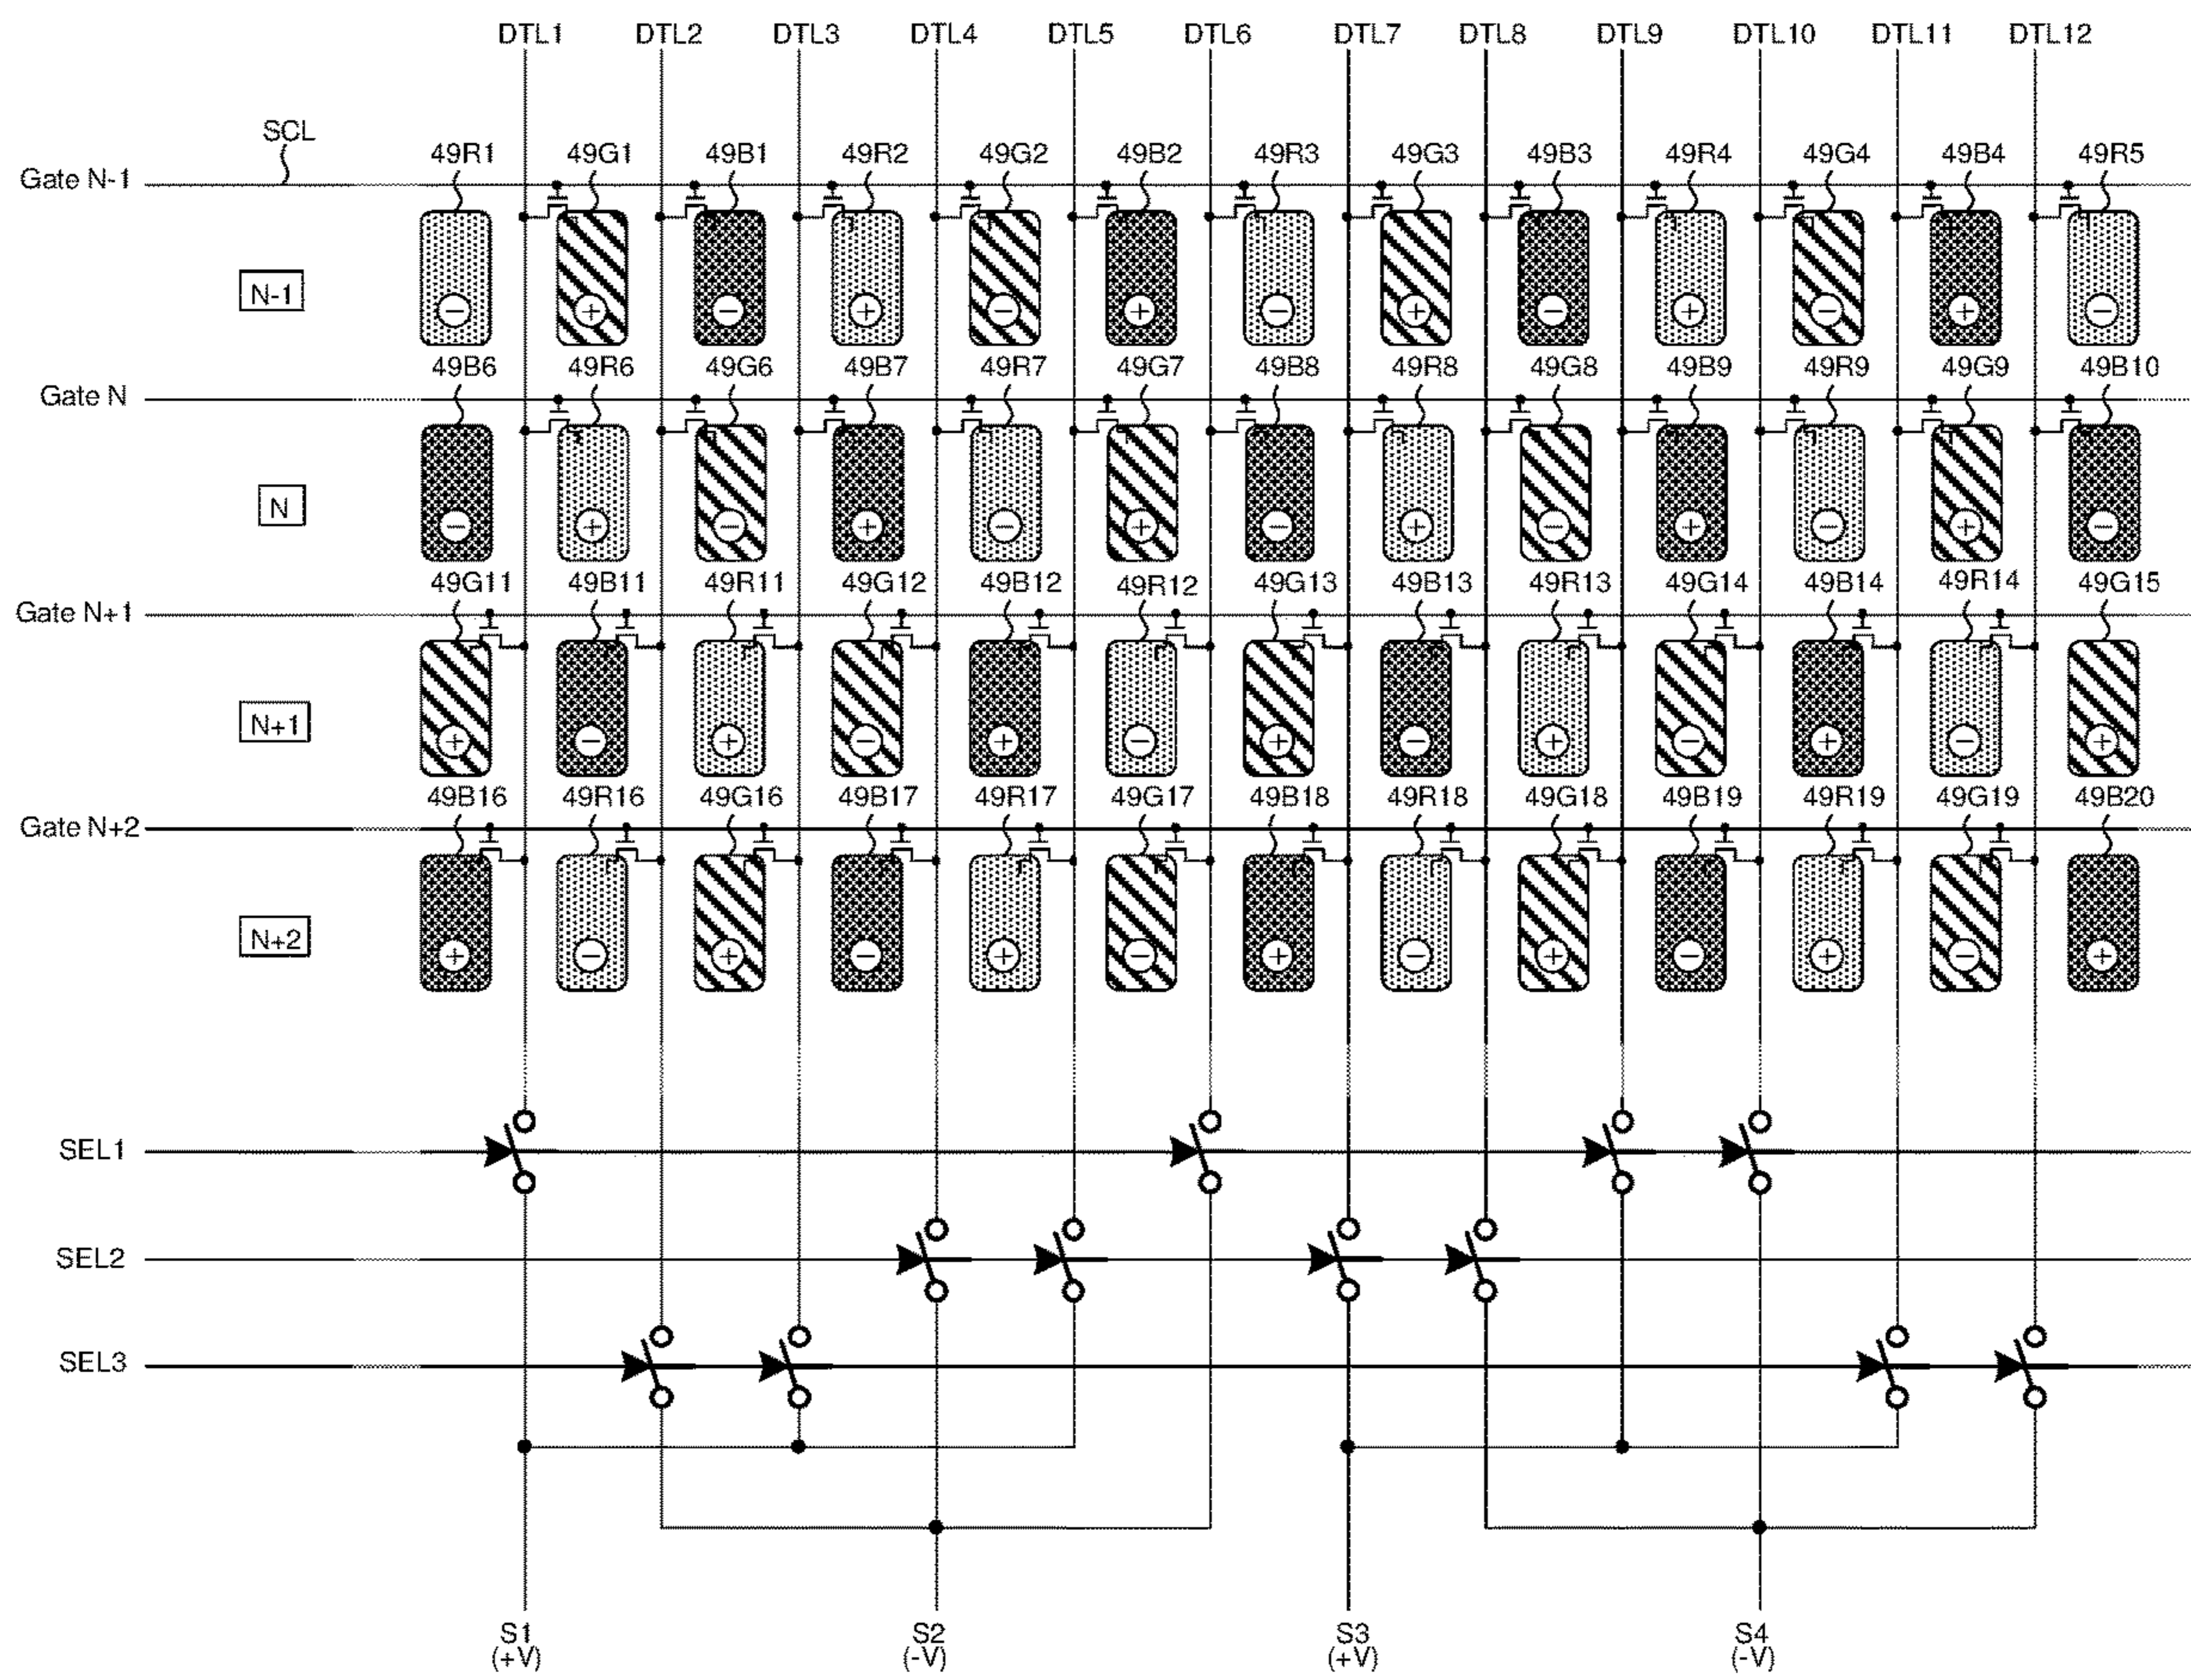 DTL1 DTL2 DTL3 DTL4 DTL5 DTL6 DTL7 DTL8 DTL9 DTL10 DTL11 DTL12
SCL
49R1 49G1 49B1 49R2 49G2 49B2 49R3 49G3 49B3 49R4 49G4 49B4 49R5
Gate N-1
N-1
− + − + − + − + − + − + −
49B6 49R6 49G6 49B7 49R7 49G7 49B8 49R8 49G8 49B9 49R9 49G9 49B10
Gate N
N
− + − + − + − + − + − + −
49G11 49B11 49R11 49G12 49B12 49R12 49G13 49B13 49R13 49G14 49B14 49R14 49G15
Gate N+1
N+1
+ − + − + − + − + − + − +
49B16 49R16 49G16 49B17 49R17 49G17 49B18 49R18 49G18 49B19 49R19 49G19 49B20
Gate N+2
N+2
+ − + − + − + − + − + − +
SEL1
SEL2
SEL3
S1 S2 S3 S4
(+V) (-V) (+V) (-V)